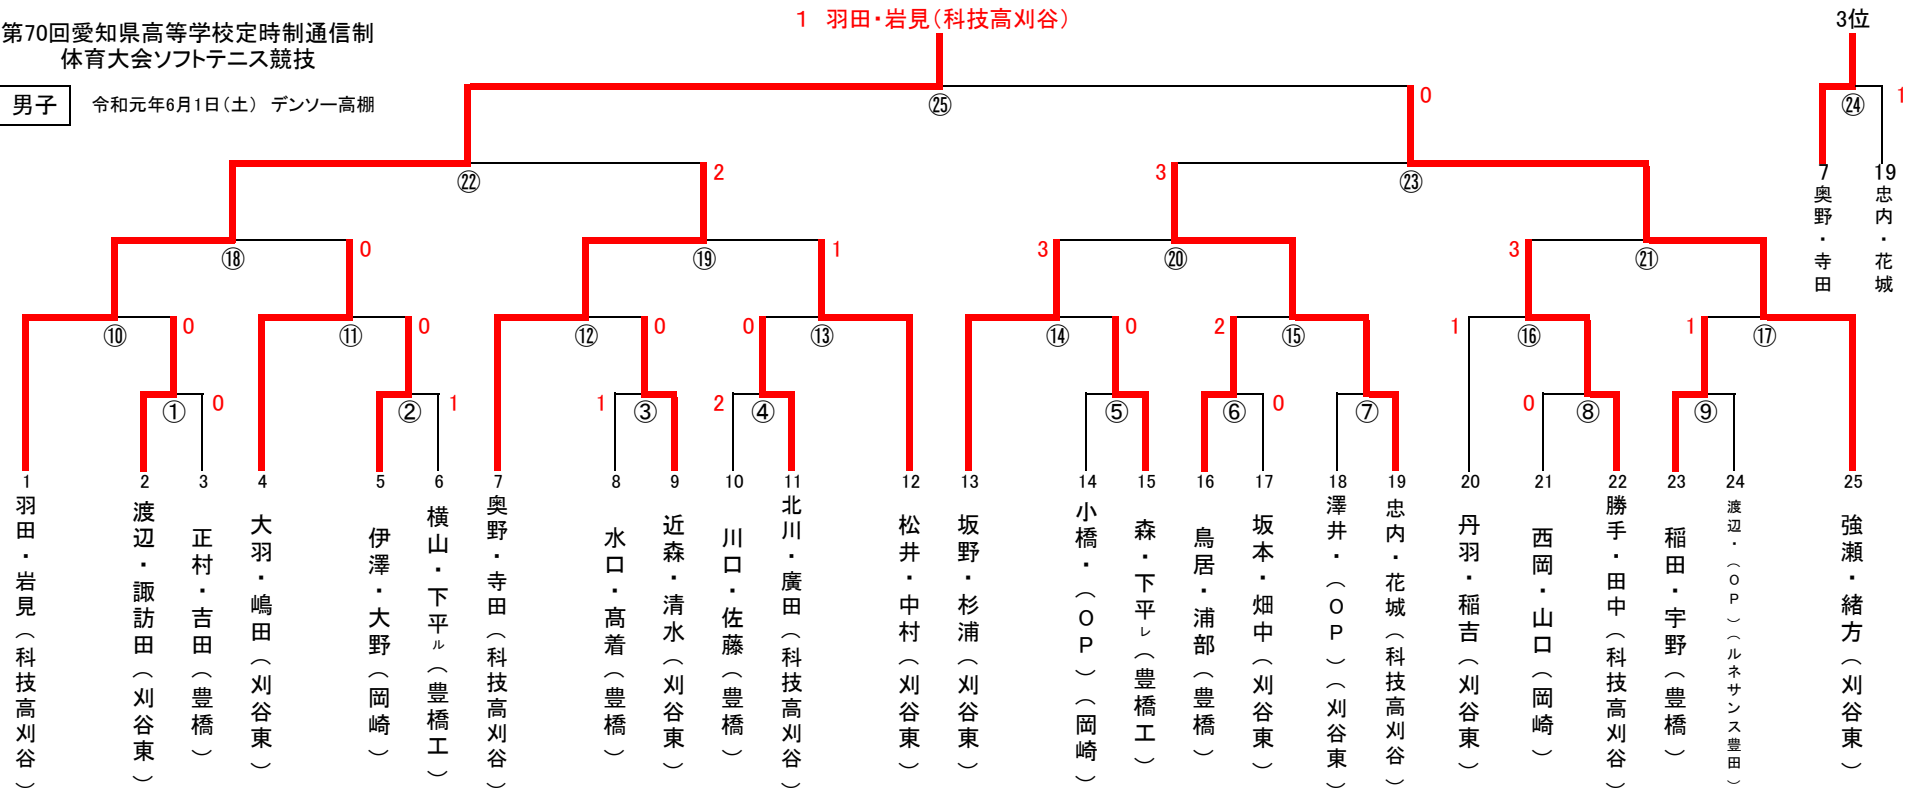 1 羽田・岩見(科技高刈谷)
3位
第70回愛知県高等学校定時制通信制
体育大会ソフトテニス競技
男子 令和元年6月1日(土) デンソー高棚
㉕ 0 ㉔ 1
㉒ 2 3 ㉓
7 奥野・寺田
19 忠内・花城
⑱ 0 ⑲ 1 3 ⑳ 3 ㉑
⑩ 0 ⑪ 0 ⑫ 0 0 ⑬ ⑭ 0 2 ⑮ 1 ⑯ 1 ⑰
① 0 ② 1 1 ③ 2 ④ ⑤ ⑥ 0 ⑦ 0 ⑧ ⑨
1 羽田・岩見(科技高刈谷)
2 渡辺・諏訪田(刈谷東)
3 正村・吉田(豊橋)
4 大羽・嶋田(刈谷東)
5 伊澤・大野(岡崎)
6 横山・下平ル(豊橋工)
7 奥野・寺田(科技高刈谷)
8 水口・髙着(豊橋)
9 近森・清水(刈谷東)
10 川口・佐藤(豊橋)
11 北川・廣田(科技高刈谷)
12 松井・中村(刈谷東)
13 坂野・杉浦(刈谷東)
14 小橋・(OP)(岡崎)
15 森・下平レ(豊橋工)
16 鳥居・浦部(豊橋)
17 坂本・畑中(刈谷東)
18 澤井・(OP)(刈谷東)
19 忠内・花城(科技高刈谷)
20 丹羽・稲吉(刈谷東)
21 西岡・山口(岡崎)
22 勝手・田中(科技高刈谷)
23 稲田・宇野(豊橋)
24 渡辺・(OP)(ルネサンス豊田)
25 強瀬・緒方(刈谷東)